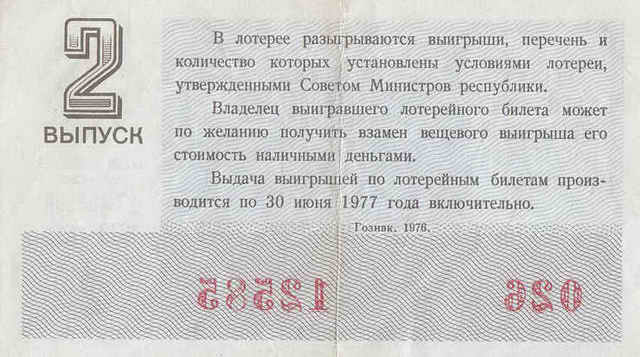 2
ВЫПУСК
В лотерее разыгрываются выигрыши, перечень и
количество которых установлены условиями лотереи,
утвержденными Советом Министров республики.
Владелец выигравшего лотерейного билета может
по желанию получить взамен вещевого выигрыша его
стоимость наличными деньгами.
Выдача выигрышей по лотерейным билетам произ-
водится по 30 июня 1977 года включительно.
Гознак. 1976.